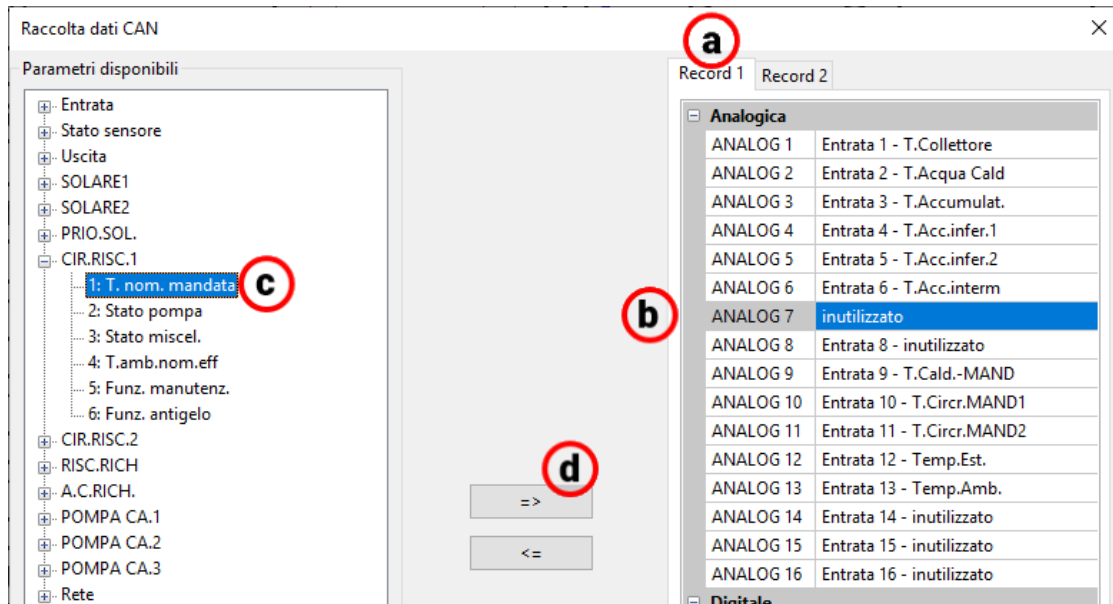 Raccolta dati CAN
a
Parametri disponibili
Entrata
Stato sensore
Uscita
SOLARE1
SOLARE2
PRIO.SOL.
CIR.RISC.1
1: T. nom. mandata
c
2: Stato pompa
3: Stato miscel.
4: T.amb.nom.eff
5: Funz. manutenz.
6: Funz. antigelo
CIR.RISC.2
RISC.RICH
A.C.RICH.
POMPA CA.1
POMPA CA.2
POMPA CA.3
Rete
d
=>
<=
Record 1 Record 2
Analogica
ANALOG 1 Entrata 1 - T.Collettore
ANALOG 2 Entrata 2 - T.Acqua Cald
ANALOG 3 Entrata 3 - T.Accumulat.
ANALOG 4 Entrata 4 - T.Acc.infer.1
ANALOG 5 Entrata 5 - T.Acc.infer.2
ANALOG 6 Entrata 6 - T.Acc.interm
b
ANALOG 7 inutilizzato
ANALOG 8 Entrata 8 - inutilizzato
ANALOG 9 Entrata 9 - T.Cald.-MAND
ANALOG 10 Entrata 10 - T.Circr.MAND1
ANALOG 11 Entrata 11 - T.Circr.MAND2
ANALOG 12 Entrata 12 - Temp.Est.
ANALOG 13 Entrata 13 - Temp.Amb.
ANALOG 14 Entrata 14 - inutilizzato
ANALOG 15 Entrata 15 - inutilizzato
ANALOG 16 Entrata 16 - inutilizzato
Digitale